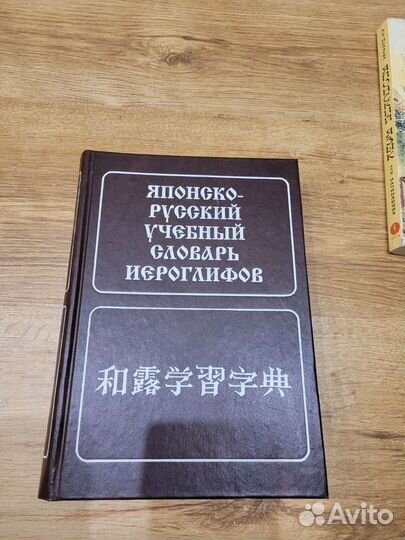 ЯПОНСКО-
РУССКИЙ
УЧЕБНЫЙ
СЛОВАРЬ
ИЕРОГЛИФОВ
和露学習字典
Avito